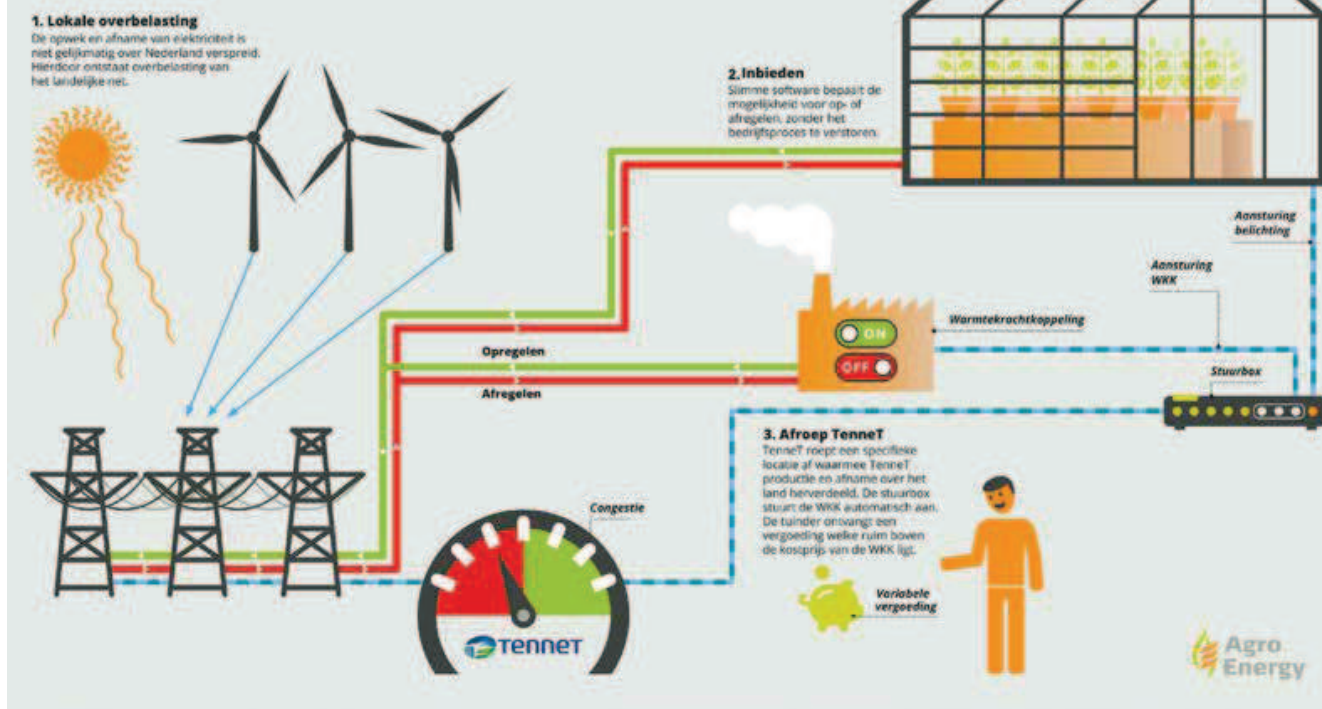 1. Lokale overbelasting
De opwek en afname van elektriciteit is
niet gelijkmatig over Nederland verspreid.
Hierdoor ontstaat overbelasting van
het landelijke net.
2. Inbieden
Slimme software bepaalt de
mogelijkheid voor op- of
afregelen, zonder het
bedrijfsproces te verstoren.
Aansturing
belichting
Aansturing
WKK
Warmtekrachtkoppeling
ON
OFF
Opregelen
Afregelen
Stuurbox
3. Afroep TenneT
TenneT roept een specifieke
locatie af waarmee TenneT
productie en afname over het
land herverdeeld. De stuurbox
stuurt de WKK automatisch aan.
De tuinder ontvangt een
vergoeding welke ruim boven
de kostprijs van de WKK ligt.
Congestie
Variabele
vergoeding
TenneT
Agro
Energy